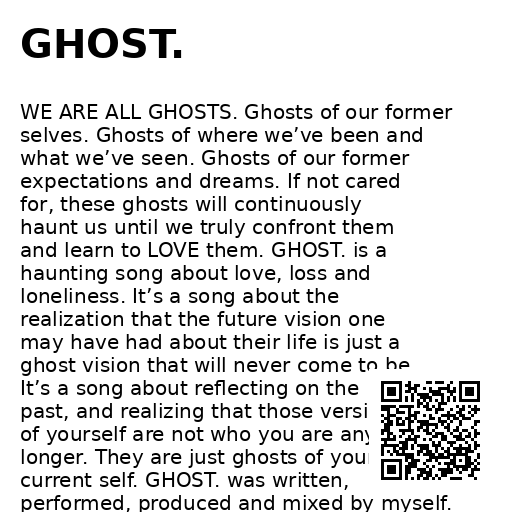 GHOST.
WE ARE ALL GHOSTS. Ghosts of our former
selves. Ghosts of where we’ve been and
what we’ve seen. Ghosts of our former
expectations and dreams. If not cared
for, these ghosts will continuously
haunt us until we truly confront them
and learn to LOVE them. GHOST. is a
haunting song about love, loss and
loneliness. It’s a song about the
realization that the future vision one
may have had about their life is just a
ghost vision that will never come to be
It’s a song about reflecting on the
past, and realizing that those versi
of yourself are not who you are any
longer. They are just ghosts of your
current self. GHOST. was written,
performed, produced and mixed by myself.